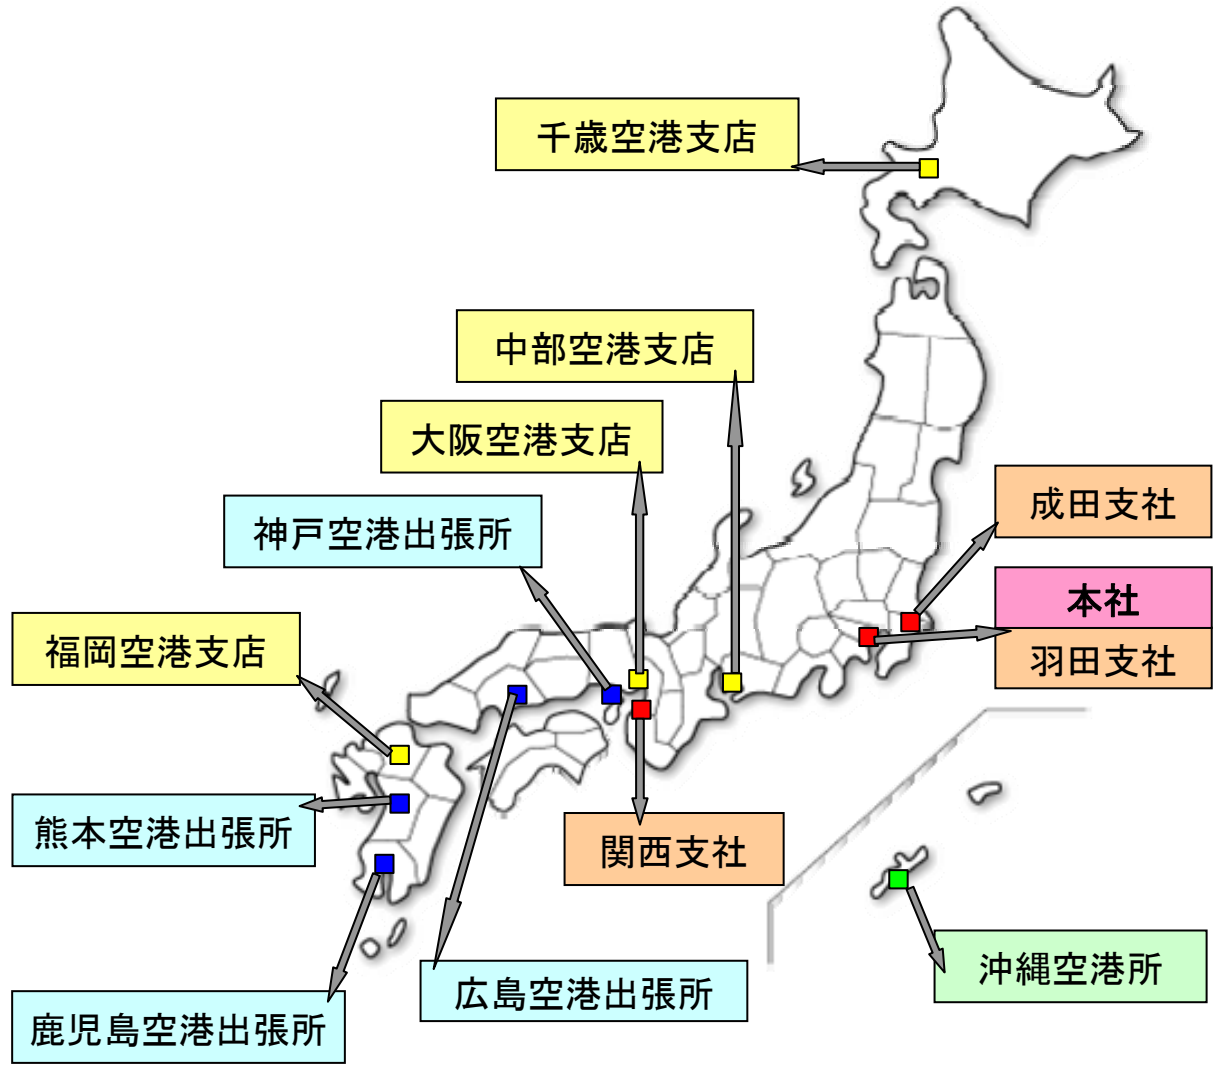 千歳空港支店
中部空港支店
大阪空港支店
成田支社
神戸空港出張所
本社
羽田支社
福岡空港支店
熊本空港出張所
関西支社
沖縄空港所
広島空港出張所
鹿児島空港出張所